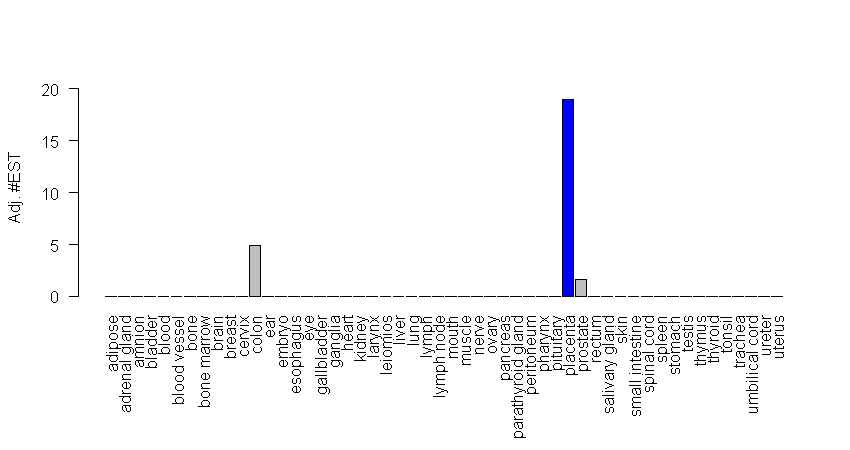 Adj. #EST
20
15
10
5
0
adipose
adrenal gland
amnion
bladder
blood
blood vessel
bone
bone marrow
brain
breast
cervix
colon
ear
embryo
esophagus
eye
gallbladder
ganglia
heart
kidney
larynx
leiomios
liver
lung
lymph
lymph node
mouth
muscle
nerve
ovary
pancreas
parathyroid gland
peritoneum
pharynx
pituitary
placenta
prostate
rectum
salivary gland
skin
small intestine
spinal cord
spleen
stomach
testis
thymus
thyroid
tonsil
trachea
umbilical cord
ureter
uterus